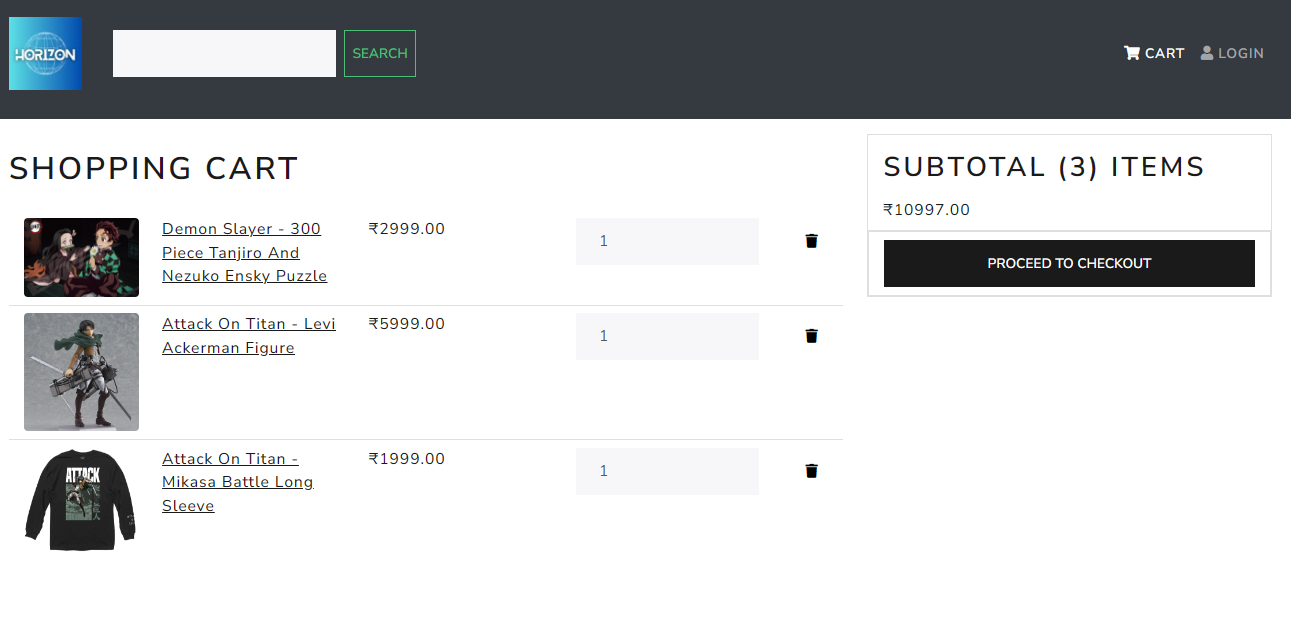 HORIZON
SEARCH
CART
LOGIN
SHOPPING CART
Demon Slayer - 300
Piece Tanjiro And
Nezuko Ensky Puzzle
₹2999.00
1
Attack On Titan - Levi
Ackerman Figure
₹5999.00
1
ATTACK
Attack On Titan -
Mikasa Battle Long
Sleeve
₹1999.00
1
SUBTOTAL (3) ITEMS
₹10997.00
PROCEED TO CHECKOUT